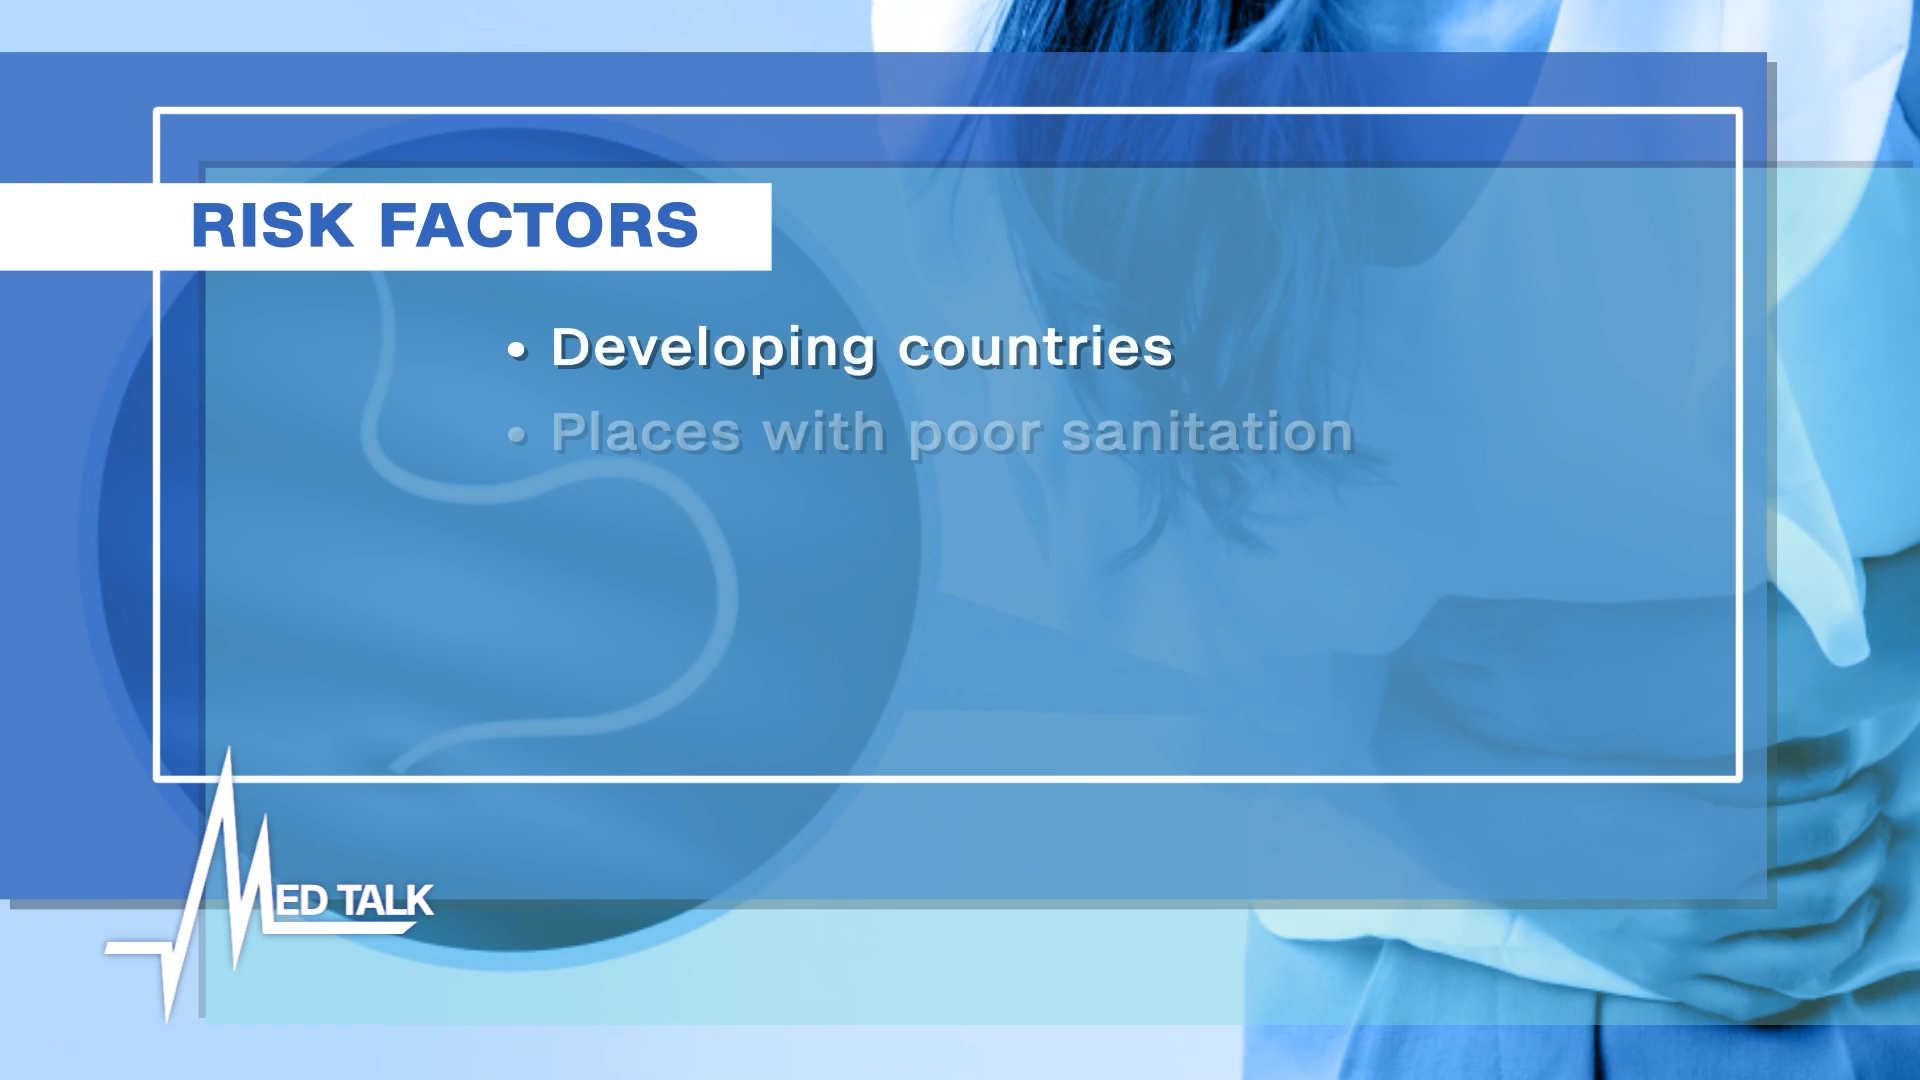 RISK FACTORS
• Developing countries
• Places with poor sanitation
MED TALK